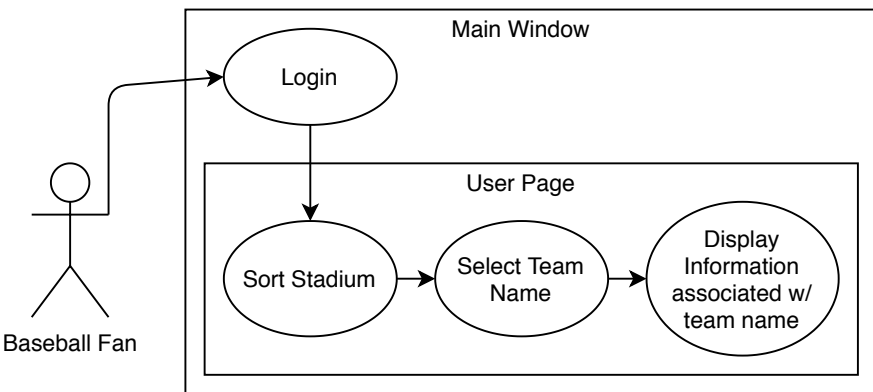 Main Window
Login
User Page
Sort Stadium
Select Team
Name
Display
Information
associated w/
team name
Baseball Fan